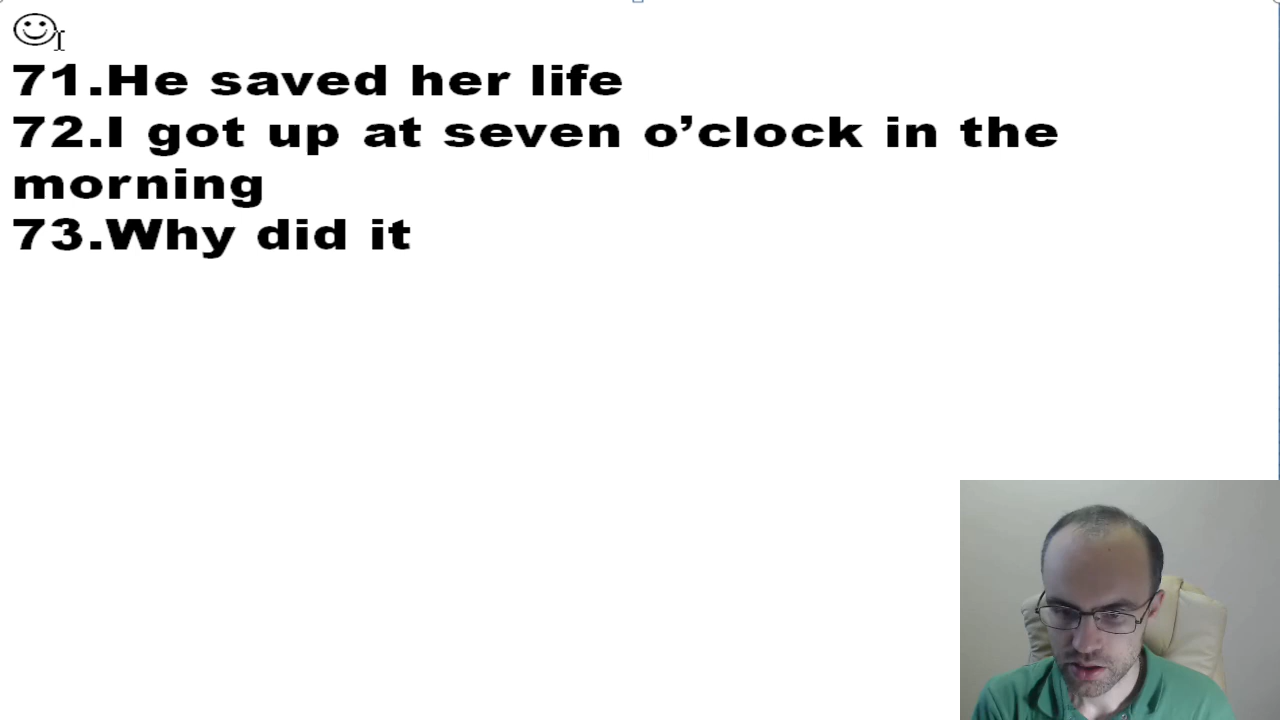 71.He saved her life
72.I got up at seven o’clock in the
morning
73.Why did it